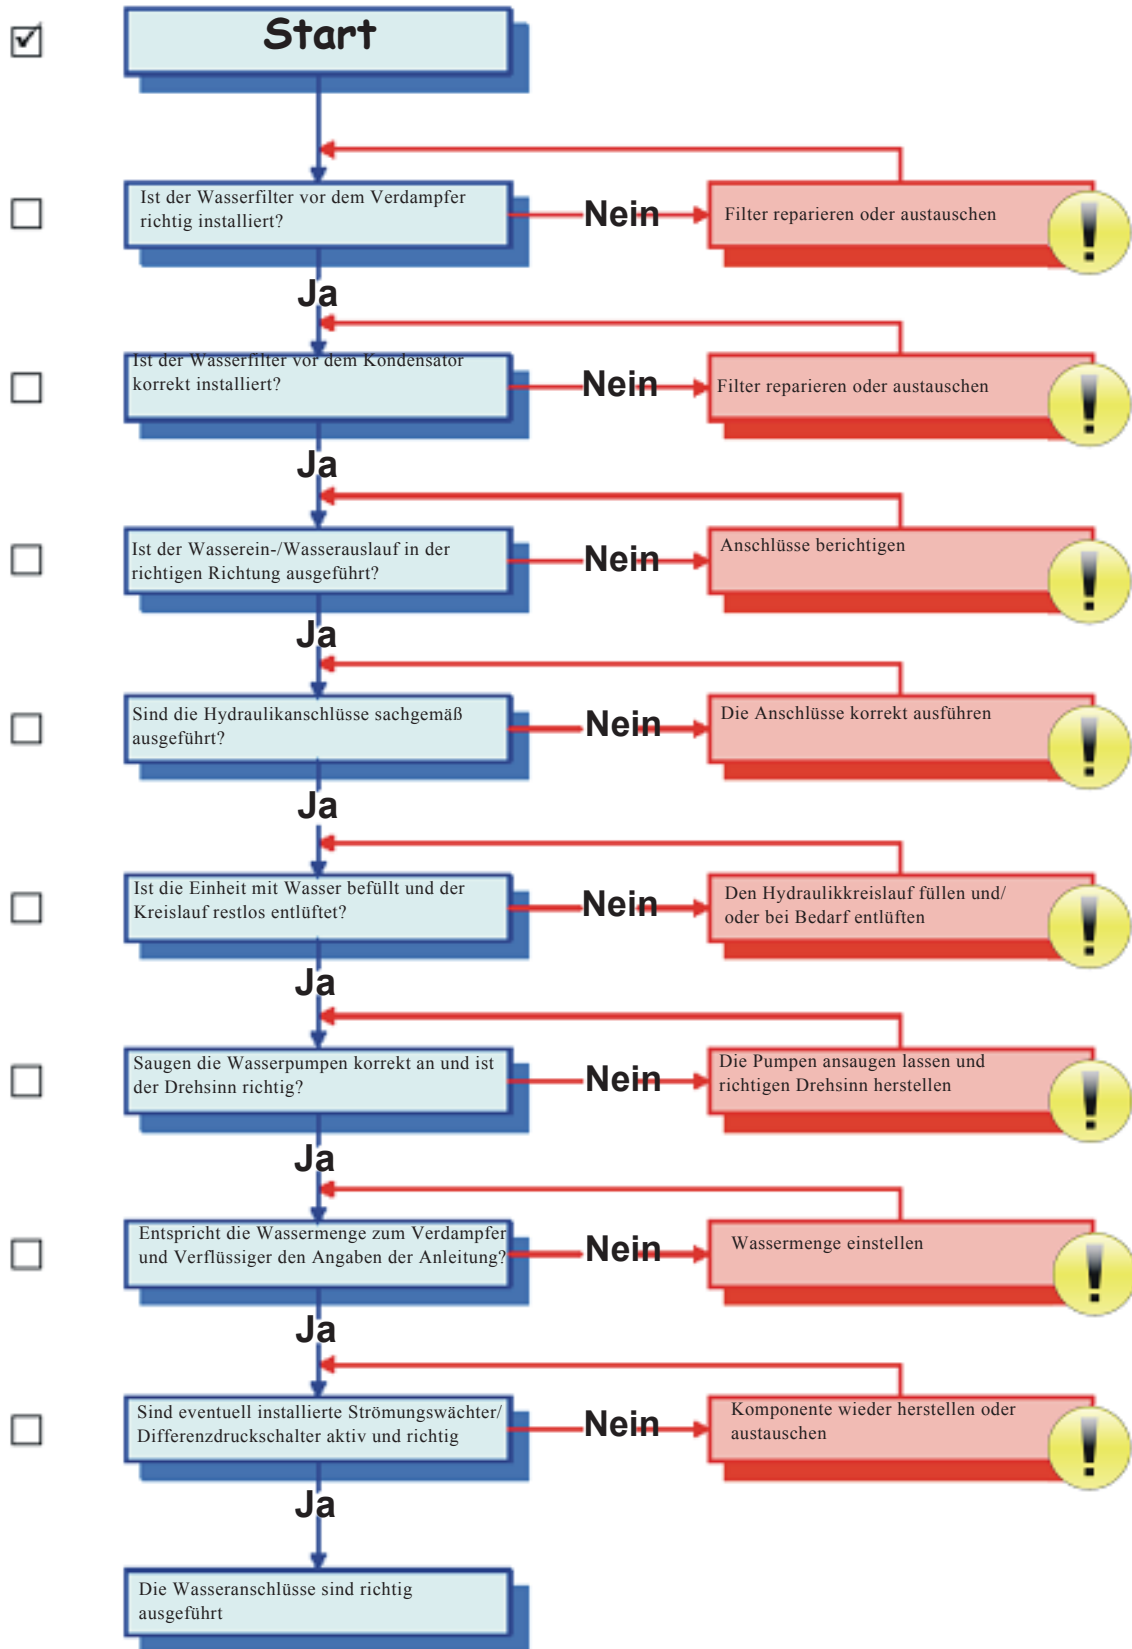 Start
Ist der Wasserfilter vor dem Verdampfer
richtig installiert?
Nein
Filter reparieren oder austauschen
Ja
Ist der Wasserfilter vor dem Kondensator
korrekt installiert?
Nein
Filter reparieren oder austauschen
Ja
Ist der Wasserein-/Wasserauslauf in der
richtigen Richtung ausgeführt?
Nein
Anschlüsse berichtigen
Ja
Sind die Hydraulikanschlüsse sachgemäß
ausgeführt?
Nein
Die Anschlüsse korrekt ausführen
Ja
Ist die Einheit mit Wasser befüllt und der
Kreislauf restlos entlüftet?
Nein
Den Hydraulikkreislauf füllen und/
oder bei Bedarf entlüften
Ja
Saugen die Wasserpumpen korrekt an und ist
der Drehsinn richtig?
Nein
Die Pumpen ansaugen lassen und
richtigen Drehsinn herstellen
Ja
Entspricht die Wassermenge zum Verdampfer
und Verflüssiger den Angaben der Anleitung?
Nein
Wassermenge einstellen
Ja
Sind eventuell installierte Strömungswächter/
Differenzdruckschalter aktiv und richtig
Nein
Komponente wieder herstellen oder
austauschen
Ja
Die Wasseranschlüsse sind richtig
ausgeführt